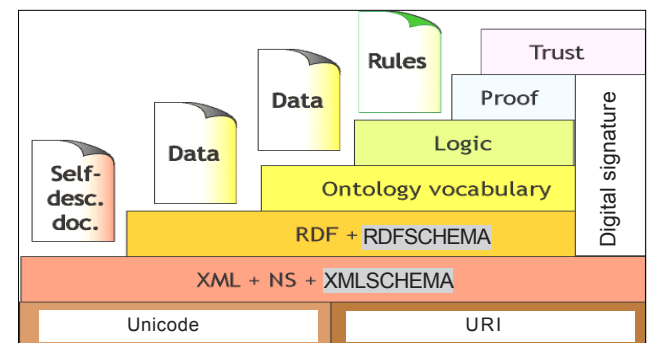 Trust
Rules
Proof
Data
Logic
Data
Digital signature
Self-
desc.
doc.
Ontology vocabulary
RDF + RDFSCHEMA
XML + NS + XMLSCHEMA
Unicode
URI